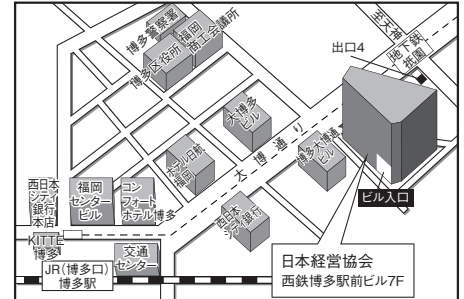 博多警察署
福岡
商工会議所
博多区役所
至天神
地下鉄
祇園
出口4
大博多
ビル
大博通り
ホテル日航
福岡
博多大博通
ビル
西日本
シティ
銀行
本店
福岡
センター
ビル
コン
フォート
ホテル博多
西日本
シティ銀行
ビル入口
KITTE
博多
交通
センター
JR(博多口)
博多駅
日本経営協会
西鉄博多駅前ビル7F